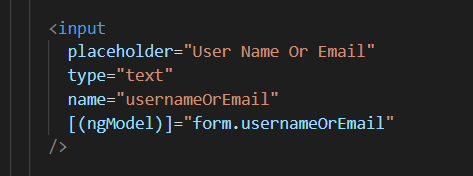 <input
placeholder="User Name Or Email"
type="text"
name="usernameOrEmail"
[(ngModel)]="form.usernameOrEmail"
/>